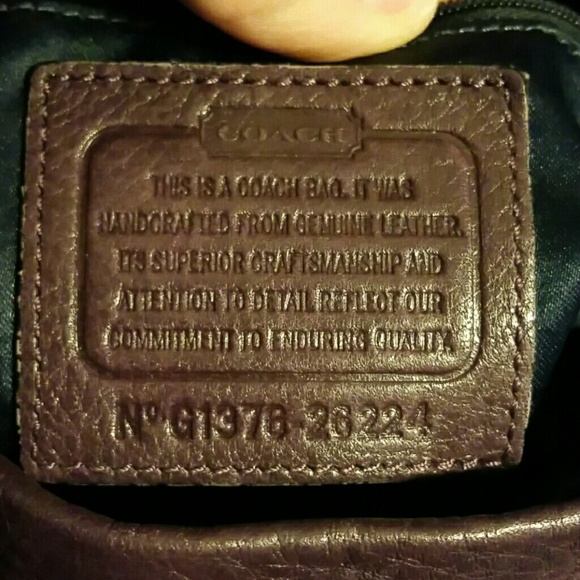 COACH
THIS IS A COACH BAG. IT WAS
HANDCRAFTED FROM GENUINE LEATHER.
ITS SUPERIOR CRAFTSMANSHIP AND
ATTENTION TO DETAIL REFLECT OUR
COMMITMENT TO ENDURING QUALITY.
Nº G1378-26224